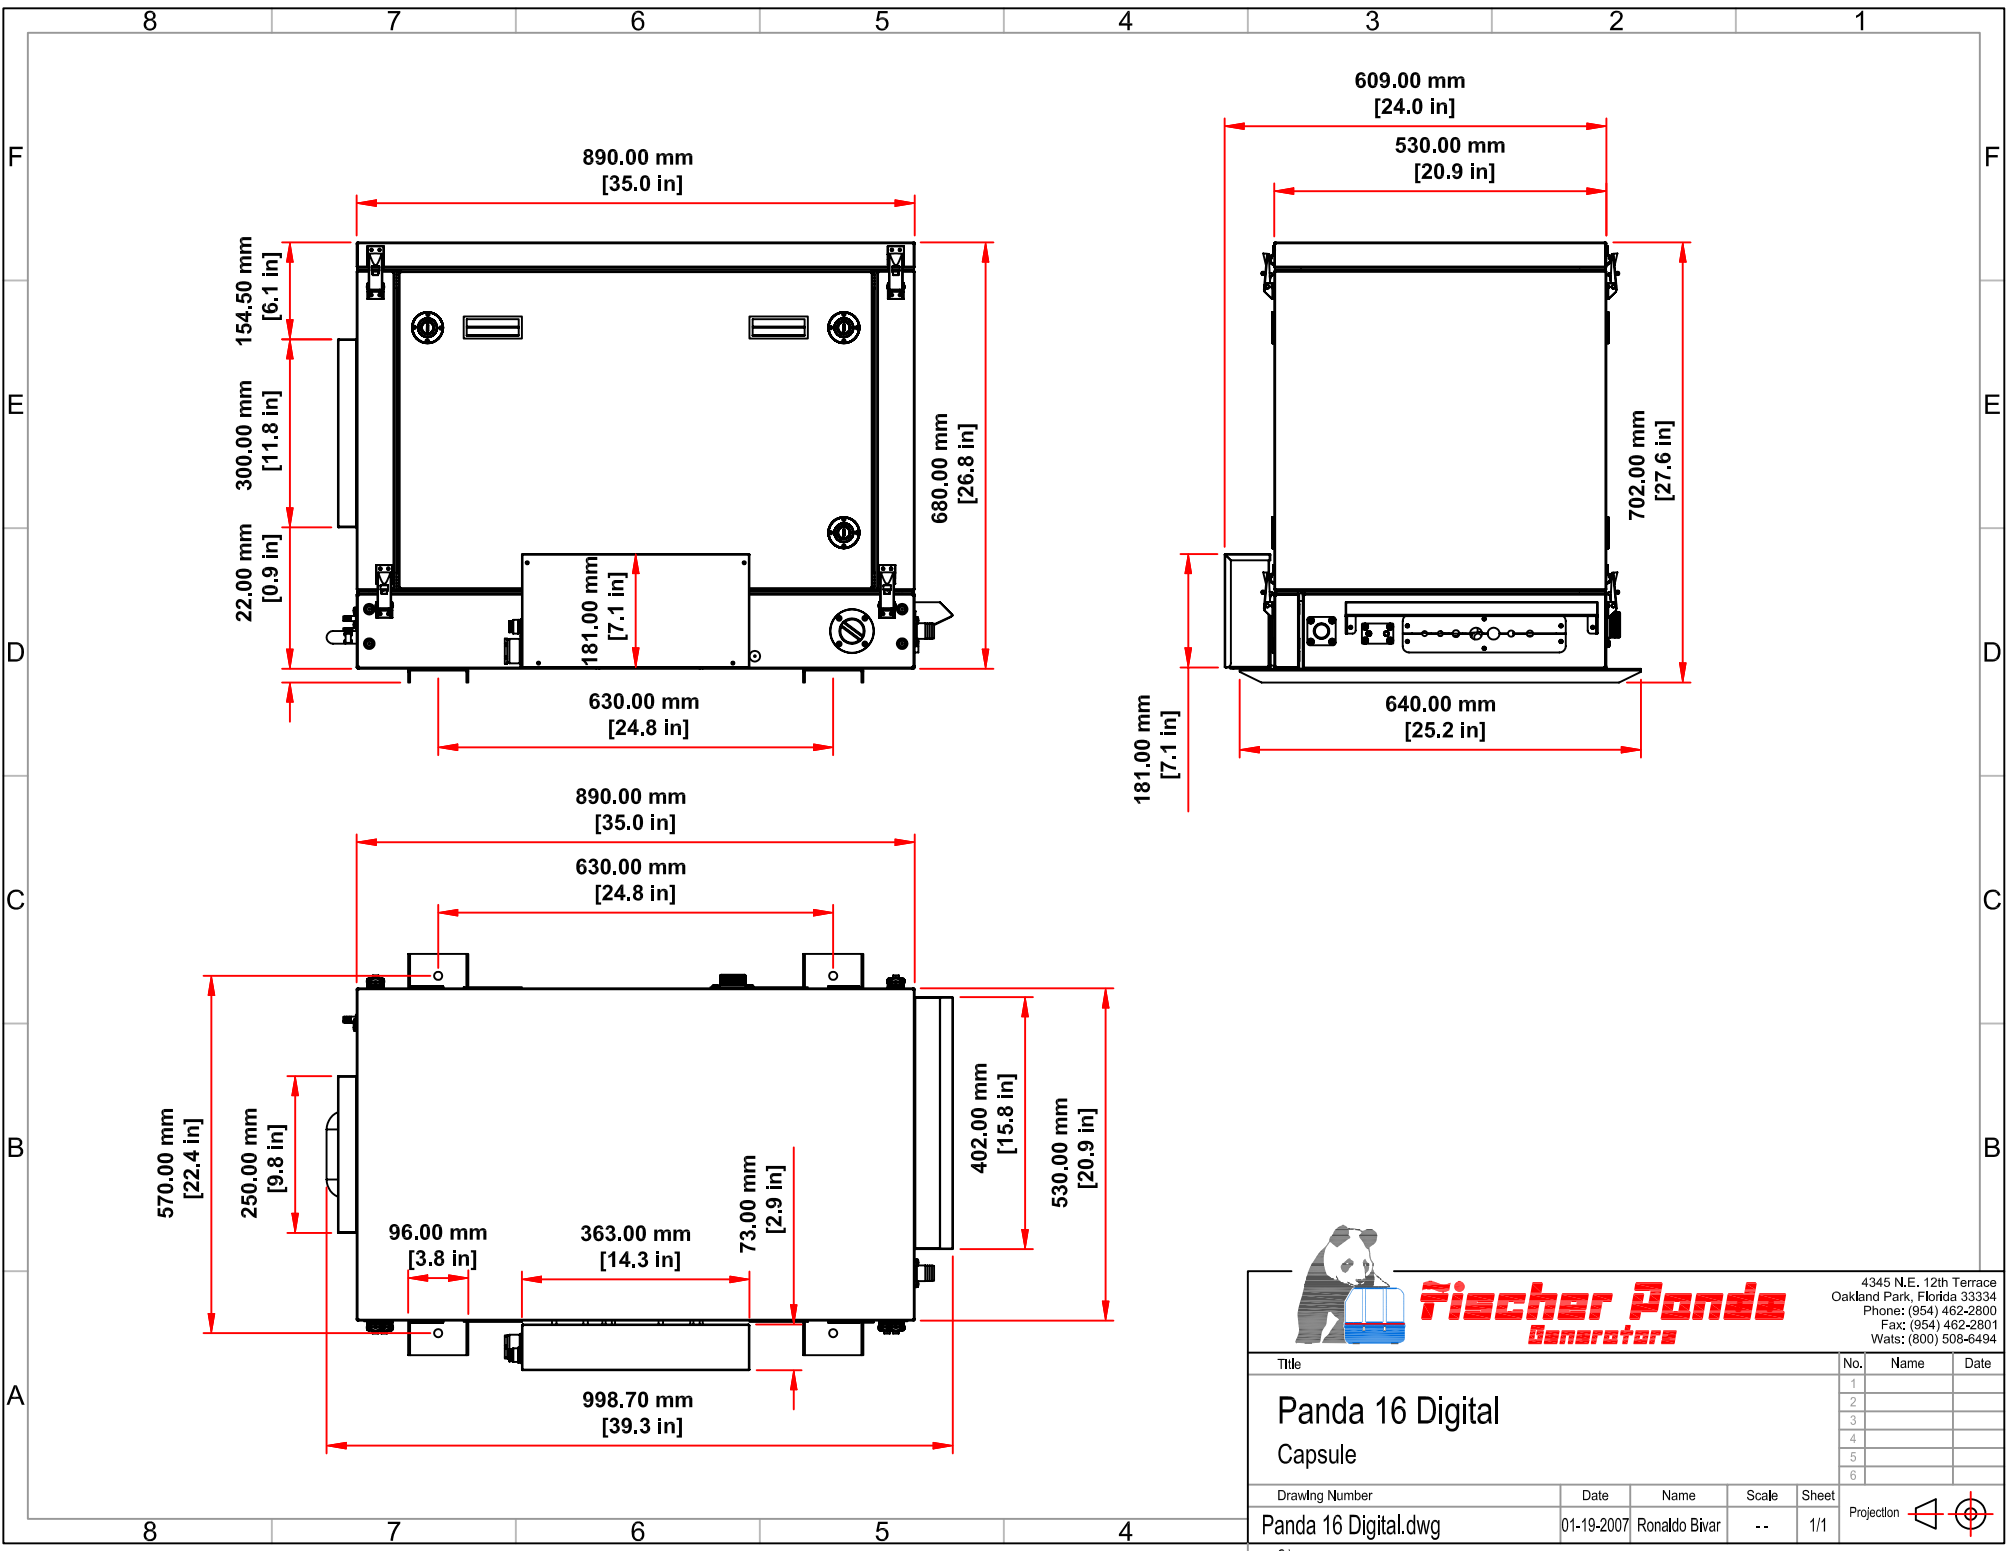 8 7 6 5 4 3 2 1
F
F
E
E
D
D
C
C
B
B
A
890.00 mm
[35.0 in]
154.50 mm
[6.1 in]
300.00 mm
[11.8 in]
22.00 mm
[0.9 in]
680.00 mm
[26.8 in]
181.00 mm
[7.1 in]
630.00 mm
[24.8 in]
609.00 mm
[24.0 in]
530.00 mm
[20.9 in]
702.00 mm
[27.6 in]
181.00 mm
[7.1 in]
640.00 mm
[25.2 in]
890.00 mm
[35.0 in]
630.00 mm
[24.8 in]
570.00 mm
[22.4 in]
250.00 mm
[9.8 in]
96.00 mm
[3.8 in]
363.00 mm
[14.3 in]
73.00 mm
[2.9 in]
402.00 mm
[15.8 in]
530.00 mm
[20.9 in]
998.70 mm
[39.3 in]
Fischer Panda
Generators
4345 N.E. 12th Terrace
Oakland Park, Florida 33334
Phone: (954) 462-2800
Fax: (954) 462-2801
Wats: (800) 508-6494
Title
Panda 16 Digital
Capsule
No. Name Date
1
2
3
4
5
6
Drawing Number Date Name Scale Sheet
Panda 16 Digital.dwg 01-19-2007 Ronaldo Bivar -- 1/1
Projection
8 7 6 5 4